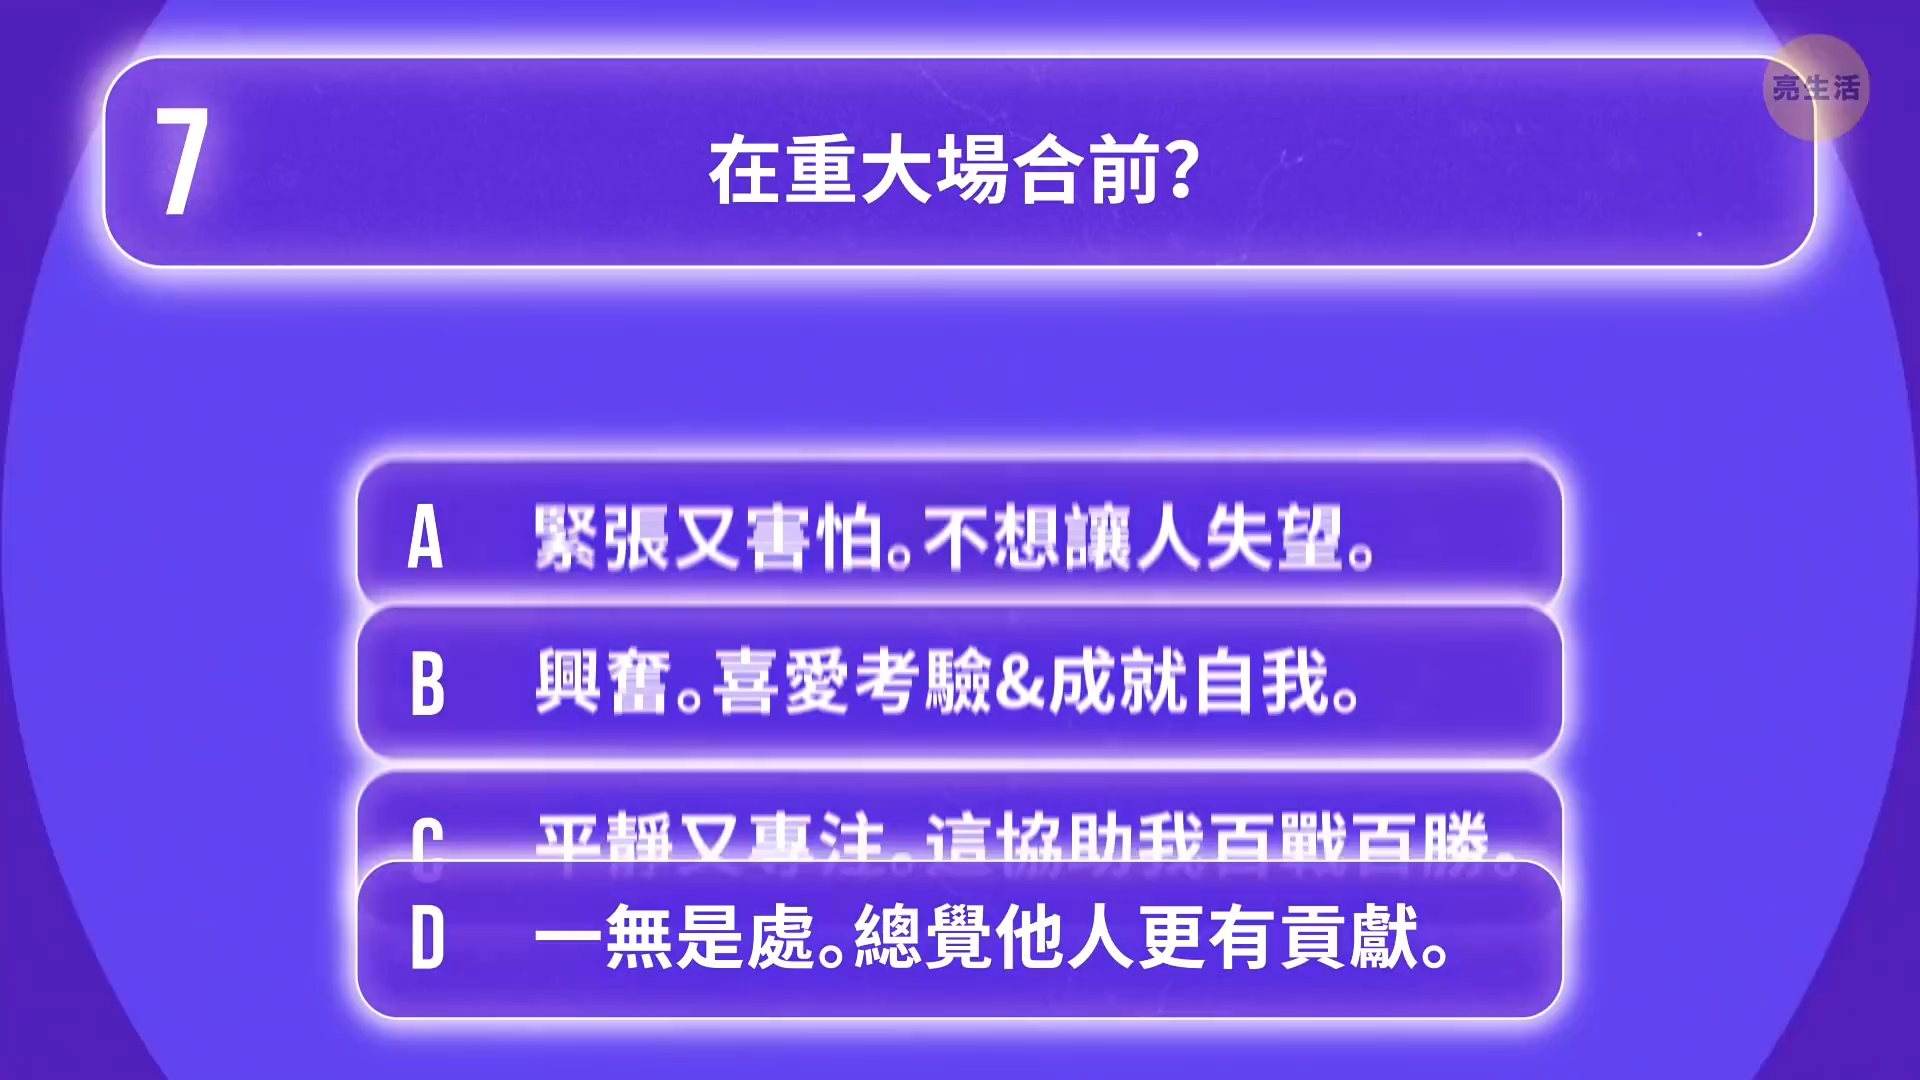 亮生活
7
在重大場合前?
A 緊張又害怕。不想讓人失望。
B 興奮。喜愛考驗&成就自我。
C 平靜又專注。這協助我百戰百勝。
D 一無是處。總覺他人更有貢獻。